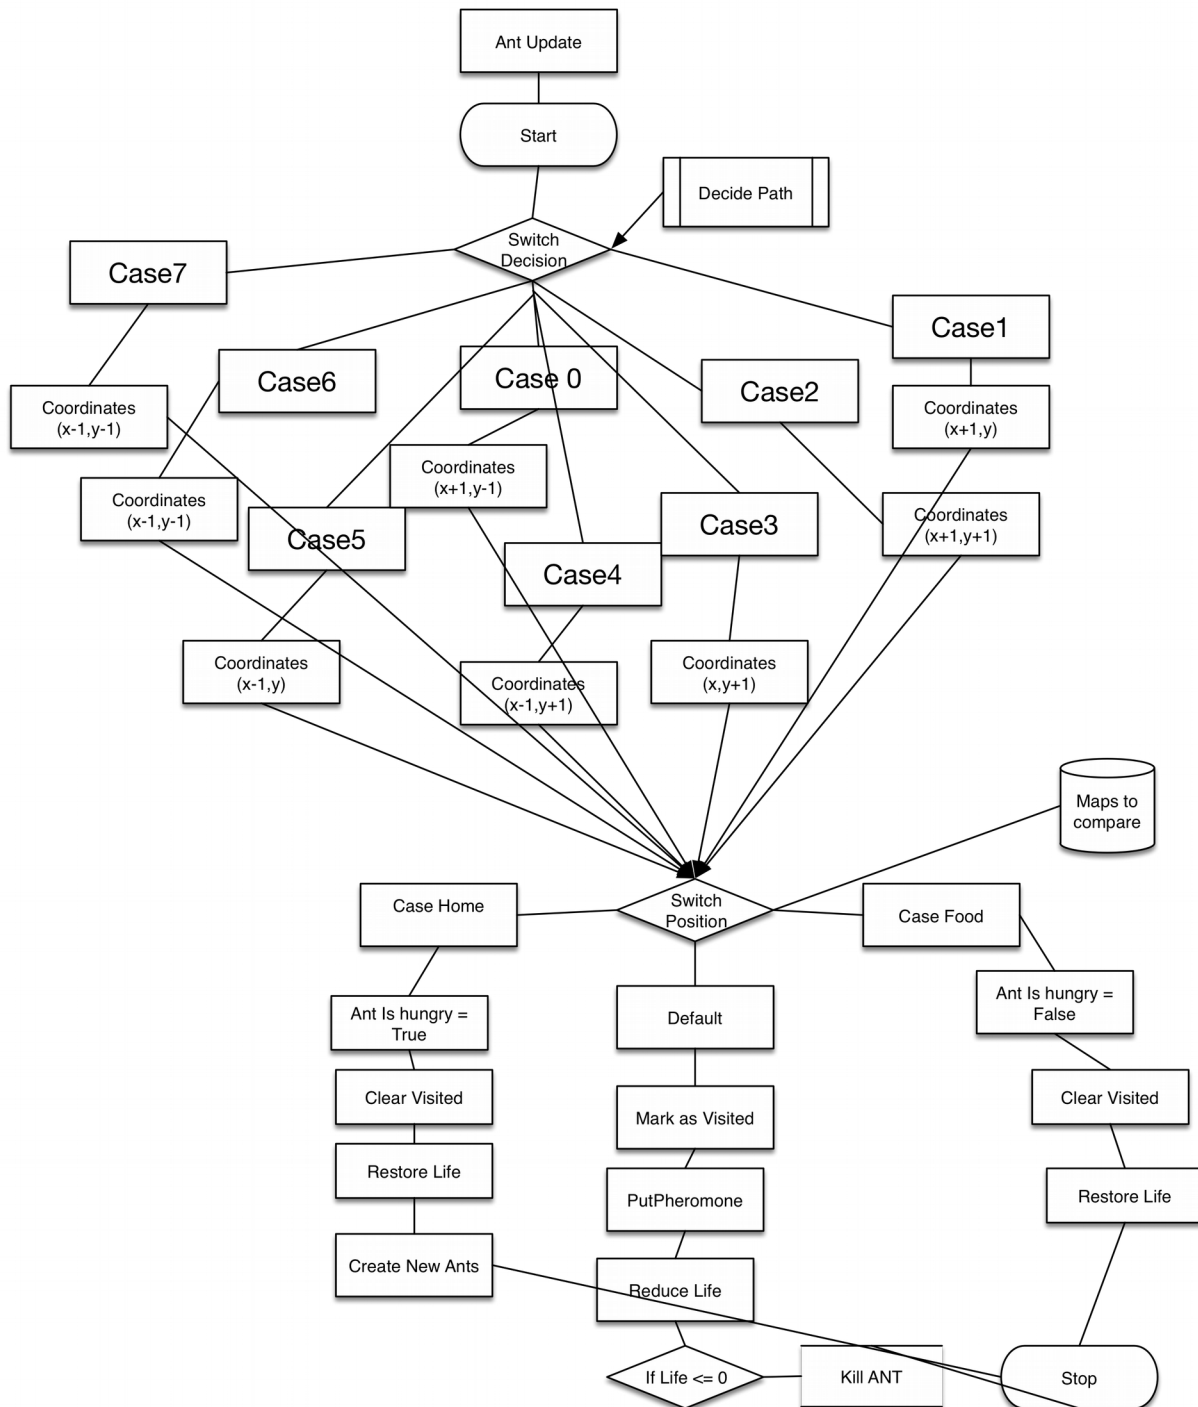 Ant Update
Start
Decide Path
Switch
Decision
Case7
Case1
Case6
Case 0
Case2
Coordinates
(x-1,y-1)
Coordinates
(x+1,y)
Coordinates
(x+1,y-1)
Coordinates
(x-1,y-1)
Case5
Case3
Coordinates
(x+1,y+1)
Case4
Coordinates
(x-1,y)
Coordinates
(x-1,y+1)
Coordinates
(x,y+1)
Maps to
compare
Case Home
Switch
Position
Case Food
Ant Is hungry =
True
Default
Ant Is hungry =
False
Clear Visited
Mark as Visited
Clear Visited
Restore Life
PutPheromone
Restore Life
Create New Ants
Reduce Life
If Life <= 0
Kill ANT
Stop